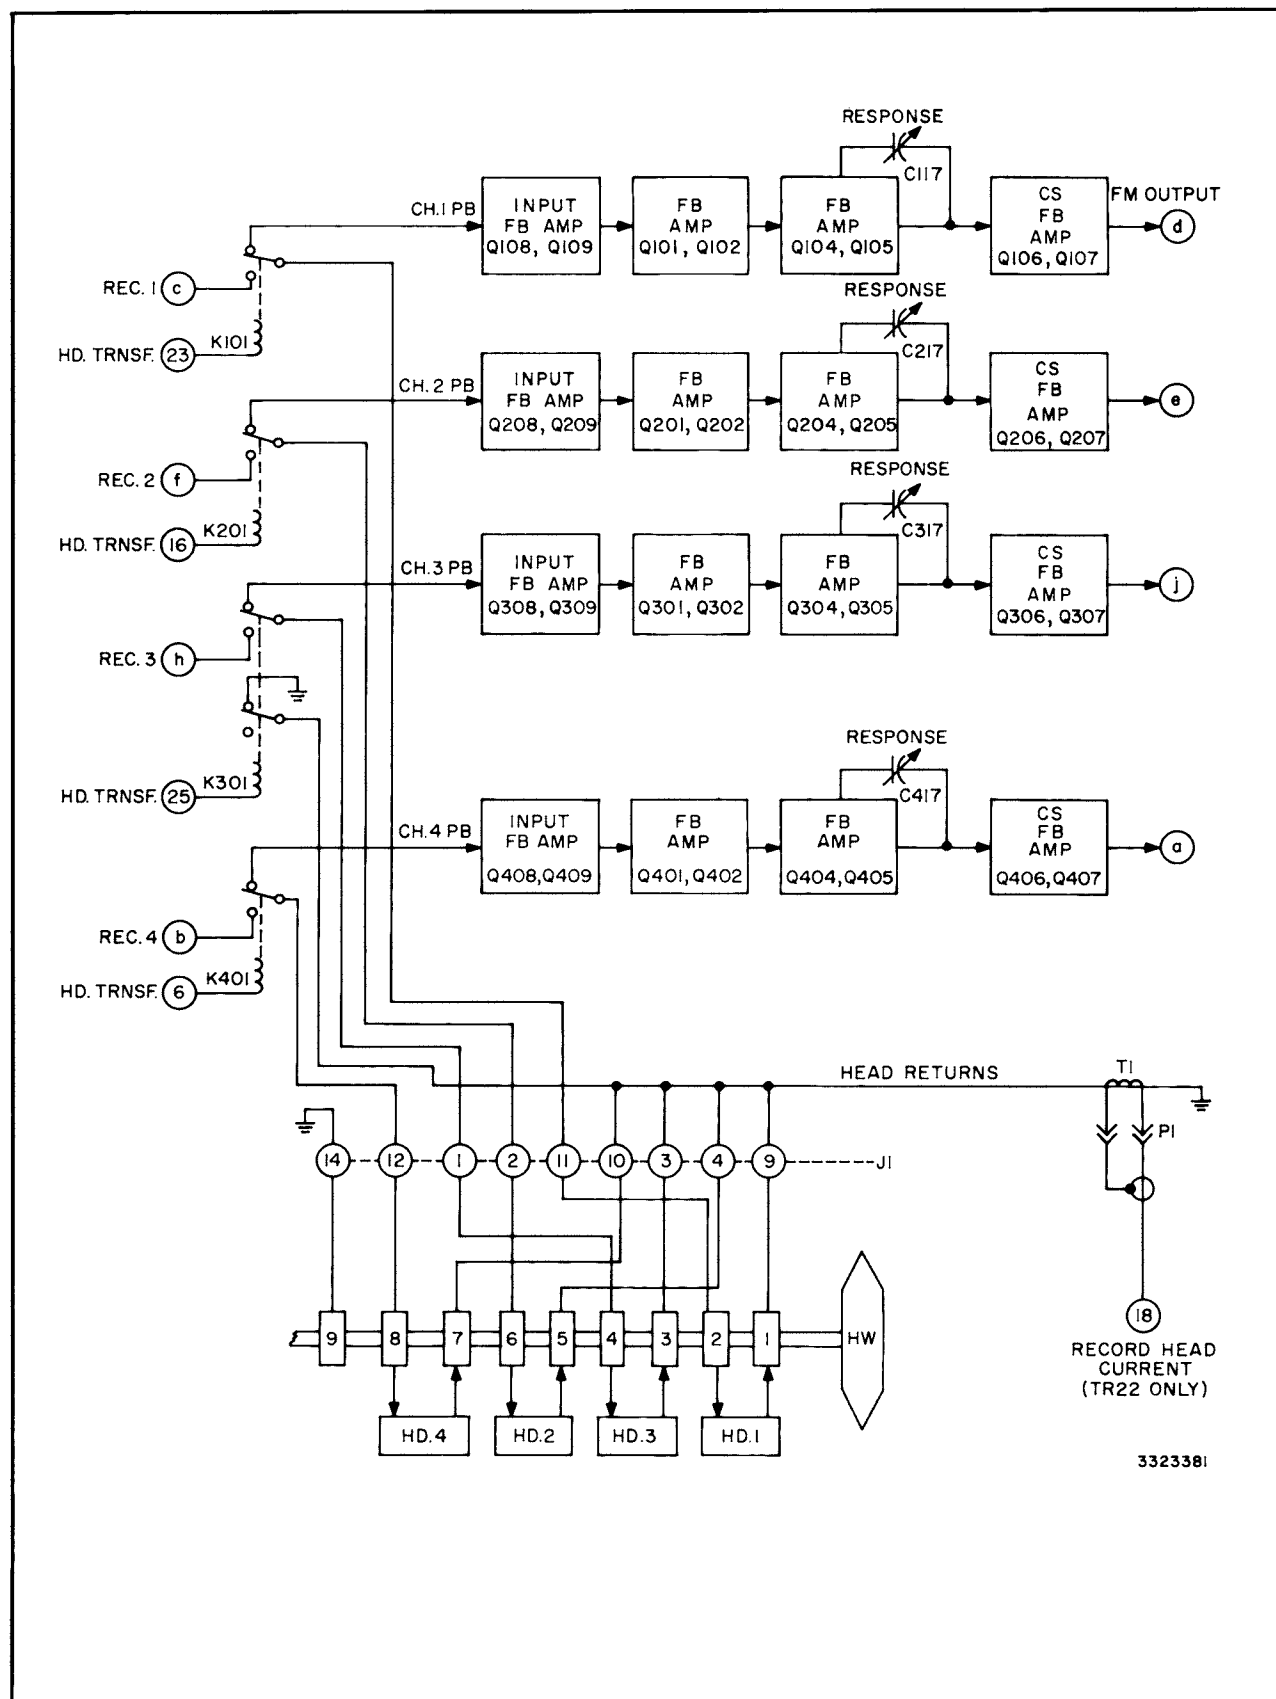 RESPONSE
C117
CH.1 PB
INPUT
FB AMP
Q108, Q109
FB
AMP
Q101, Q102
FB
AMP
Q104, Q105
CS
FB
AMP
Q106, Q107
FM OUTPUT
d
REC. 1 c
HD. TRNSF. 23
K101
RESPONSE
C217
CH.2 PB
INPUT
FB AMP
Q208, Q209
FB
AMP
Q201, Q202
FB
AMP
Q204, Q205
CS
FB
AMP
Q206, Q207
e
REC. 2 f
HD. TRNSF. 16
K201
RESPONSE
C317
CH.3 PB
INPUT
FB AMP
Q308, Q309
FB
AMP
Q301, Q302
FB
AMP
Q304, Q305
CS
FB
AMP
Q306, Q307
j
REC. 3 h
HD. TRNSF. 25
K301
RESPONSE
C417
CH.4 PB
INPUT
FB AMP
Q408,Q409
FB
AMP
Q401, Q402
FB
AMP
Q404,Q405
CS
FB
AMP
Q406,Q407
a
REC. 4 b
HD. TRNSF. 6
K401
HEAD RETURNS
T1
P1
14 12 1 2 11 10 3 4 9 J1
9 8 7 6 5 4 3 2 1 HW
HD.4 HD.2 HD.3 HD.1
18
RECORD HEAD
CURRENT
(TR22 ONLY)
3323381